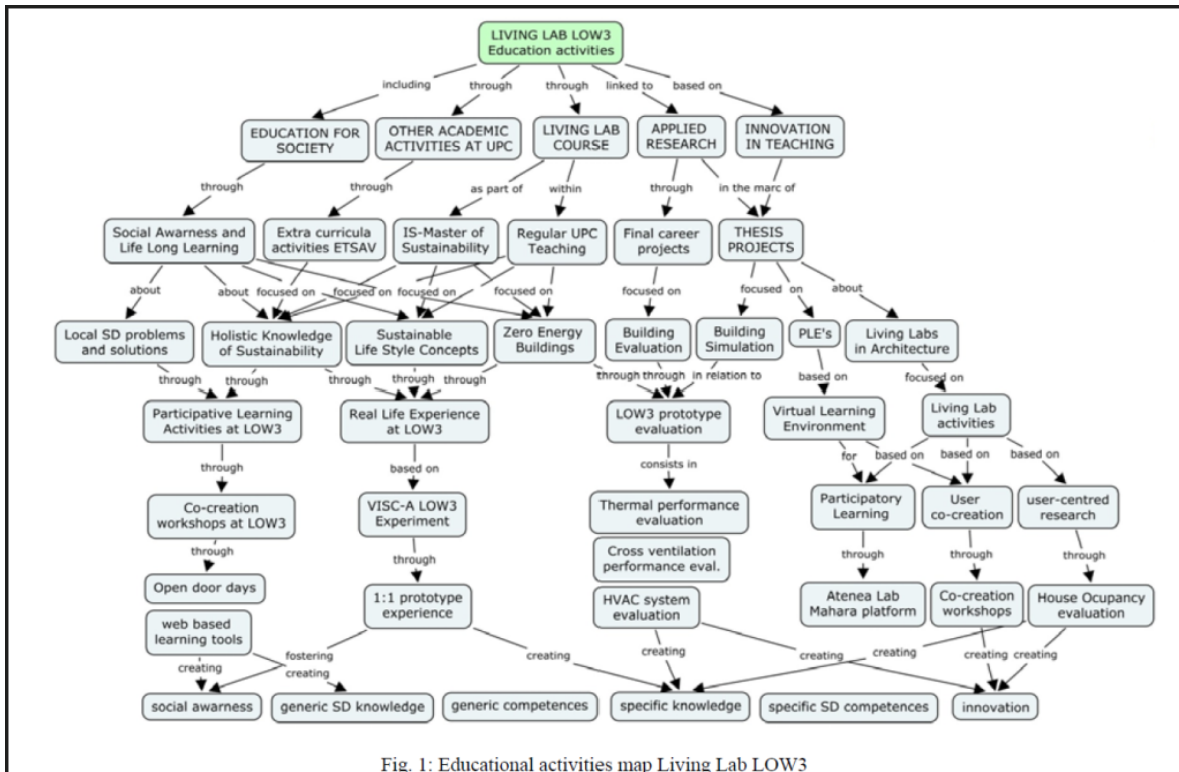 LIVING LAB LOW3
Education activities
including
through
through
linked to
based on
EDUCATION FOR
SOCIETY
OTHER ACADEMIC
ACTIVITIES AT UPC
LIVING LAB
COURSE
APPLIED
RESEARCH
INNOVATION
IN TEACHING
through
through
as part of
within
through
in the marc of
Social Awarness and
Life Long Learning
Extra curricula
activities ETSAV
IS-Master of
Sustainability
Regular UPC
Teaching
Final career
projects
THESIS
PROJECTS
about
about
focused on
focused on
focused on
focused on
focused on
focused on
about
Local SD problems
and solutions
Holistic Knowledge
of Sustainability
Sustainable
Life Style Concepts
Zero Energy
Buildings
Building
Evaluation
Building
Simulation
PLE's
Living Labs
in Architecture
through
through
through
through
through
through
through
in relation to
based on
focused on
Participative Learning
Activities at LOW3
Real Life Experience
at LOW3
LOW3 prototype
evaluation
Virtual Learning
Environment
Living Lab
activities
through
based on
consists in
for
based on
based on
based on
Co-creation
workshops at LOW3
VISC-A LOW3
Experiment
Thermal performance
evaluation
Participatory
Learning
User
co-creation
user-centred
research
through
through
Cross ventilation
performance eval.
through
through
through
Open door days
1:1 prototype
experience
HVAC system
evaluation
Atenea Lab
Mahara platform
Co-creation
workshops
House Ocupancy
evaluation
web based
learning tools
creating
creating
fostering
creating
creating
creating
creating
creating
creating
social awarness
generic SD knowledge
generic competences
specific knowledge
specific SD competences
innovation
Fig. 1: Educational activities map Living Lab LOW3